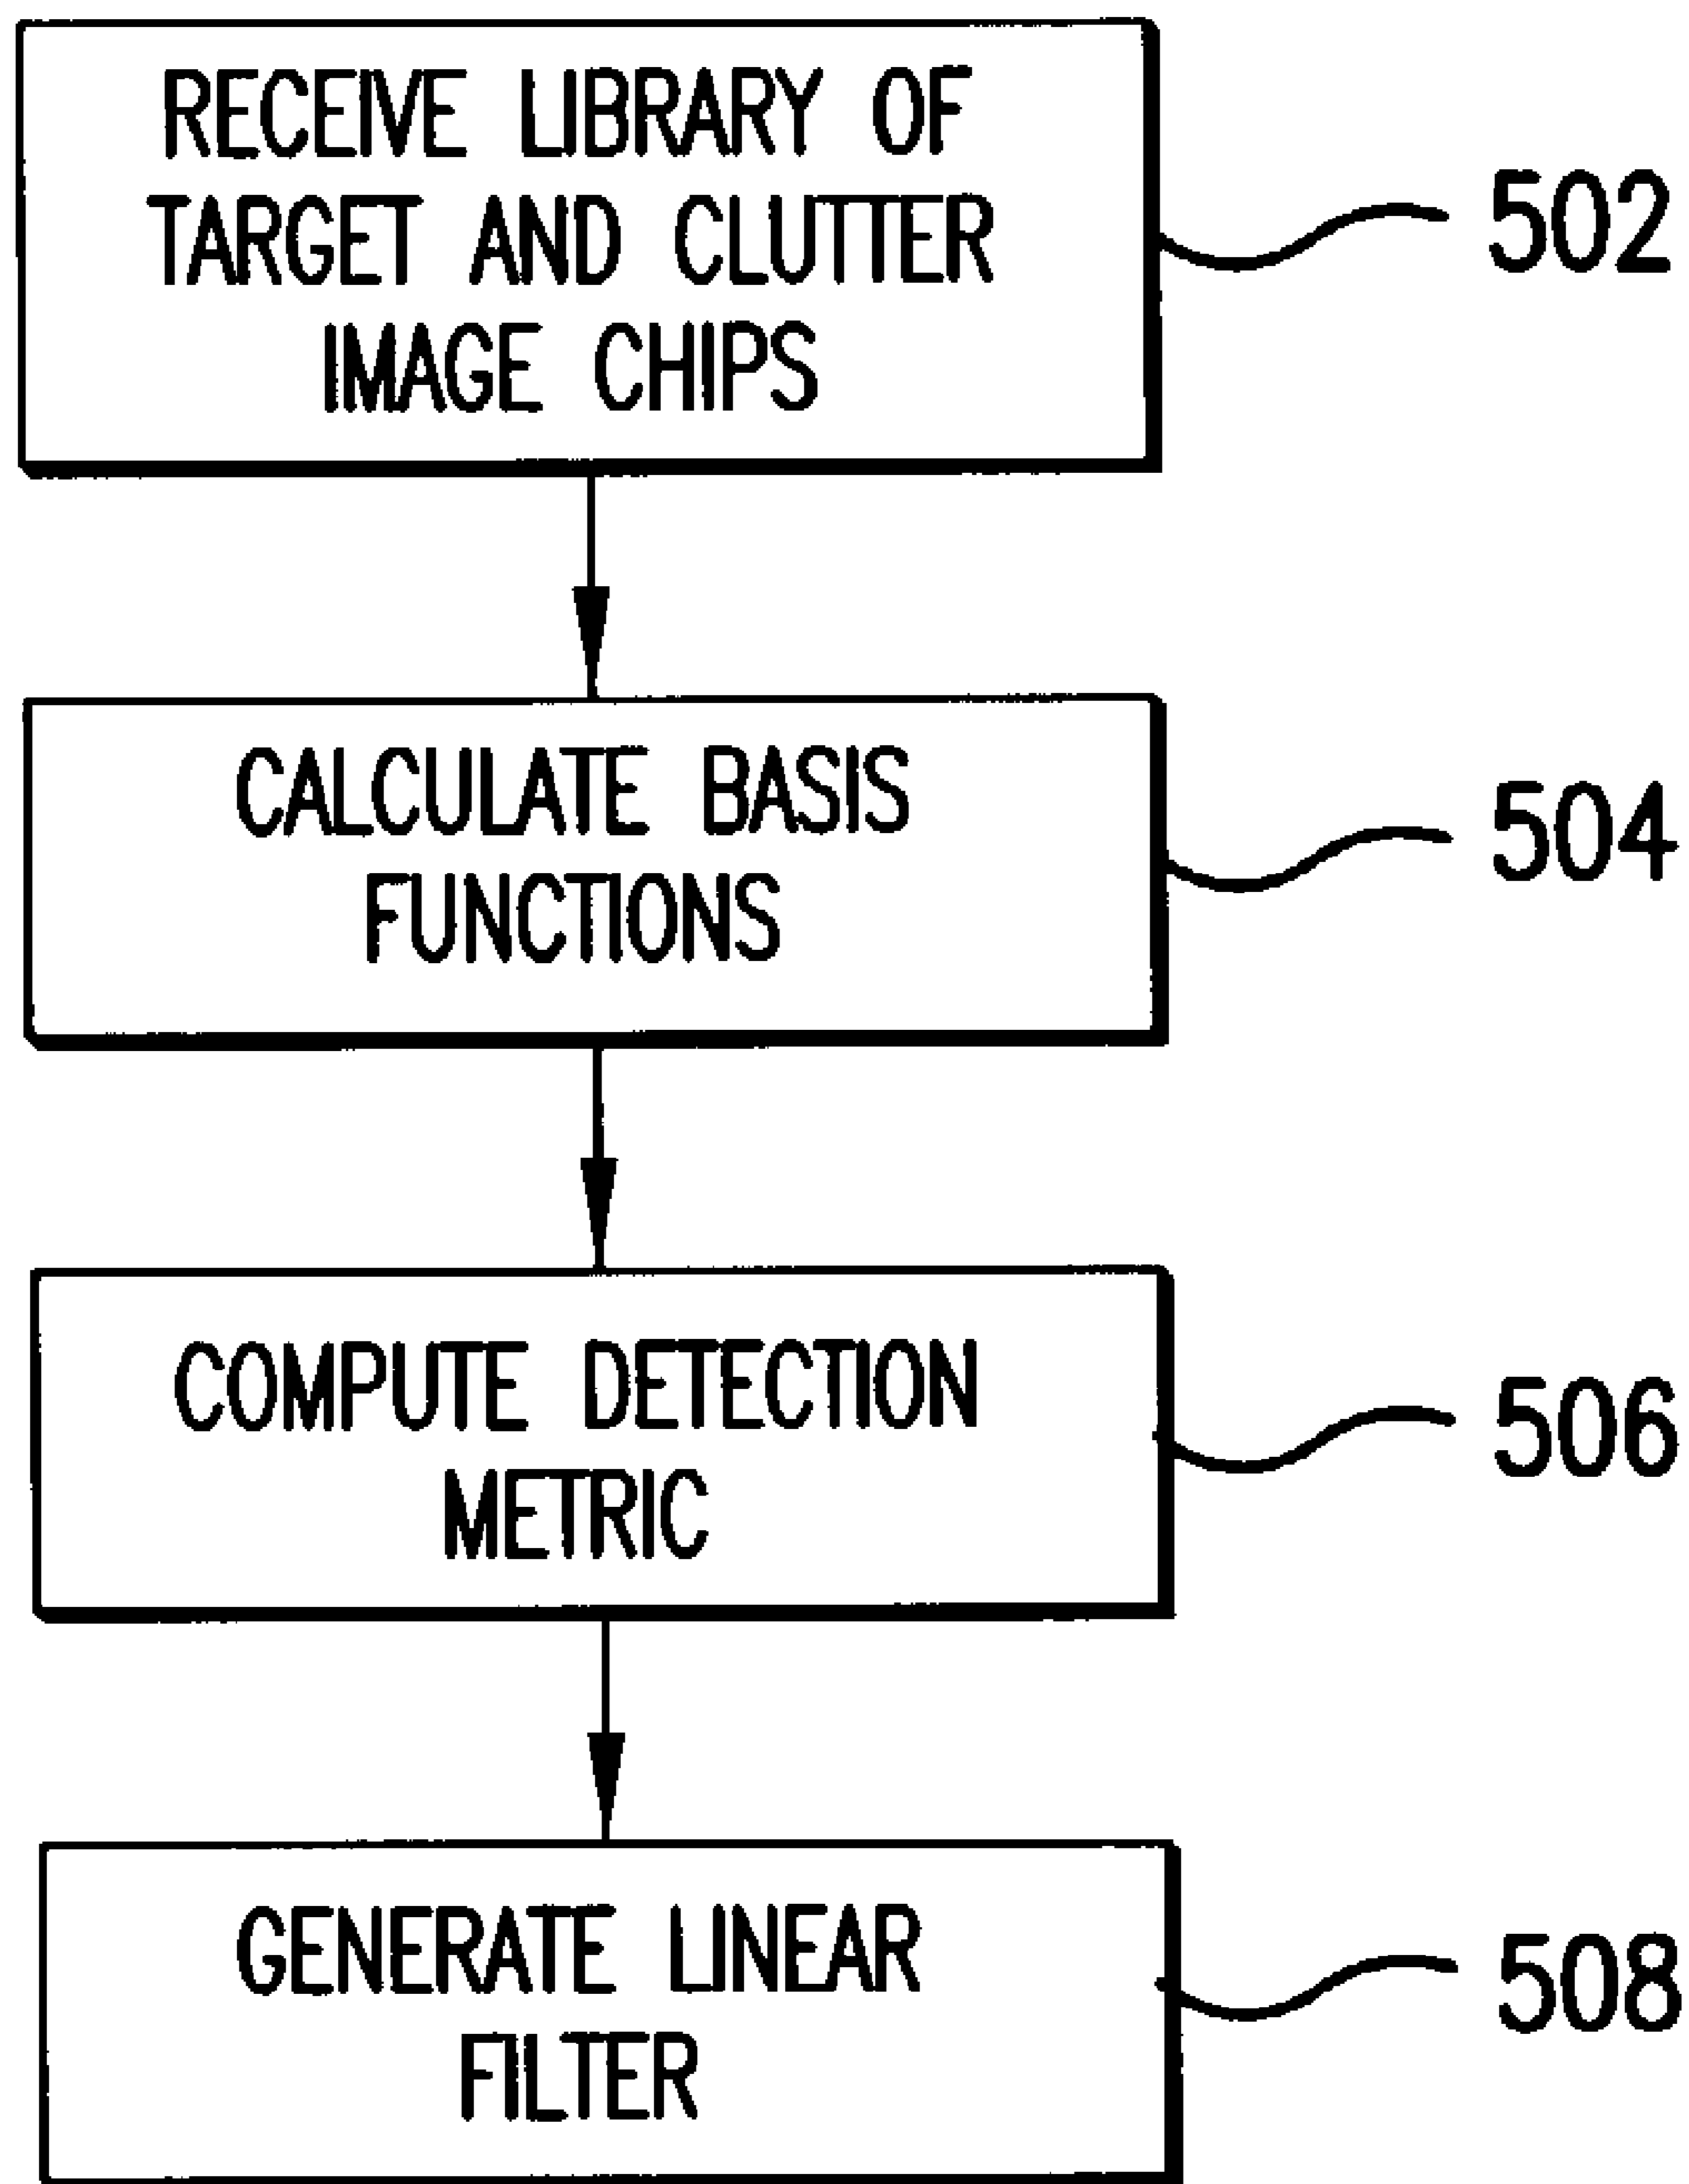 RECEIVE LIBRARY OF
TARGET AND CLUTTER
IMAGE CHIPS
502
CALCULATE BASIS
FUNCTIONS
504
COMPUTE DETECTION
METRIC
506
GENERATE LINEAR
FILTER
508